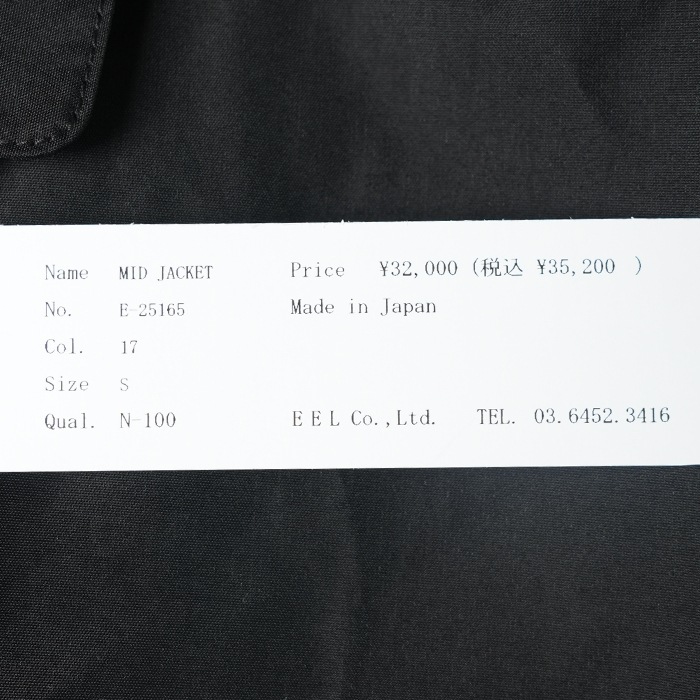 Name MID JACKET Price ¥32,000 (税込 ¥35,200 )
No. E-25165 Made in Japan
Col. 17
Size S
Qual. N-100 EEL Co.,Ltd. TEL. 03.6452.3416